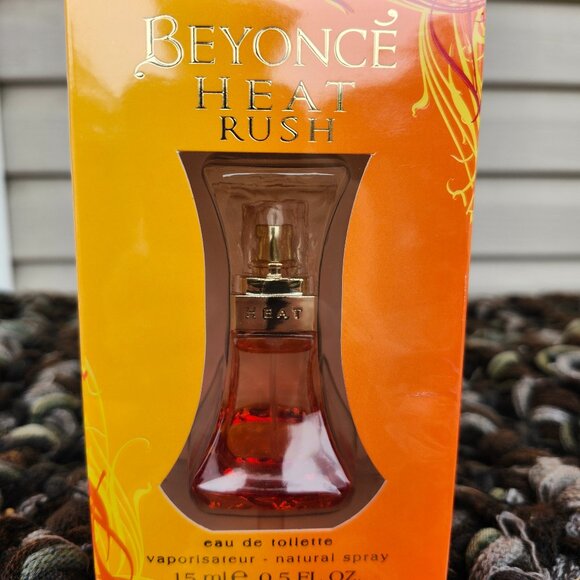 BEYONCÉ
HEAT
RUSH
HEAT
eau de toilette
vaporisateur - natural spray
15 ml e 0.5 FL. OZ.